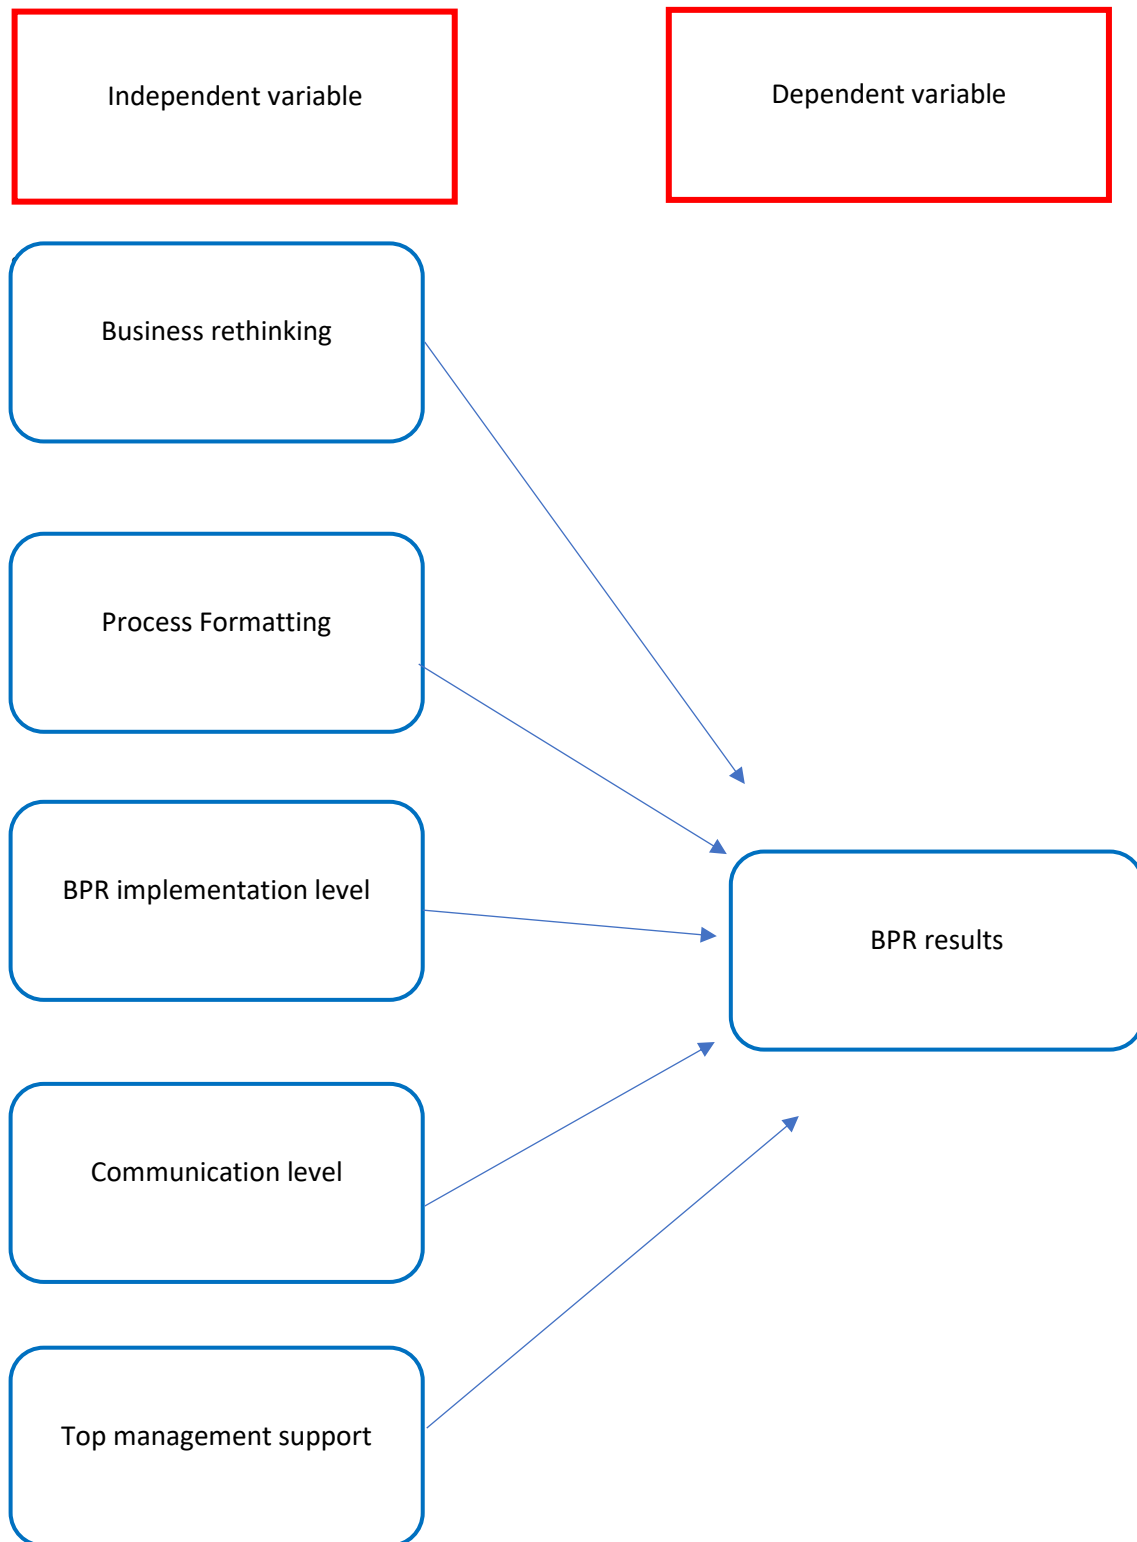 Independent variable
Dependent variable
Business rethinking
Process Formatting
BPR implementation level
BPR results
Communication level
Top management support